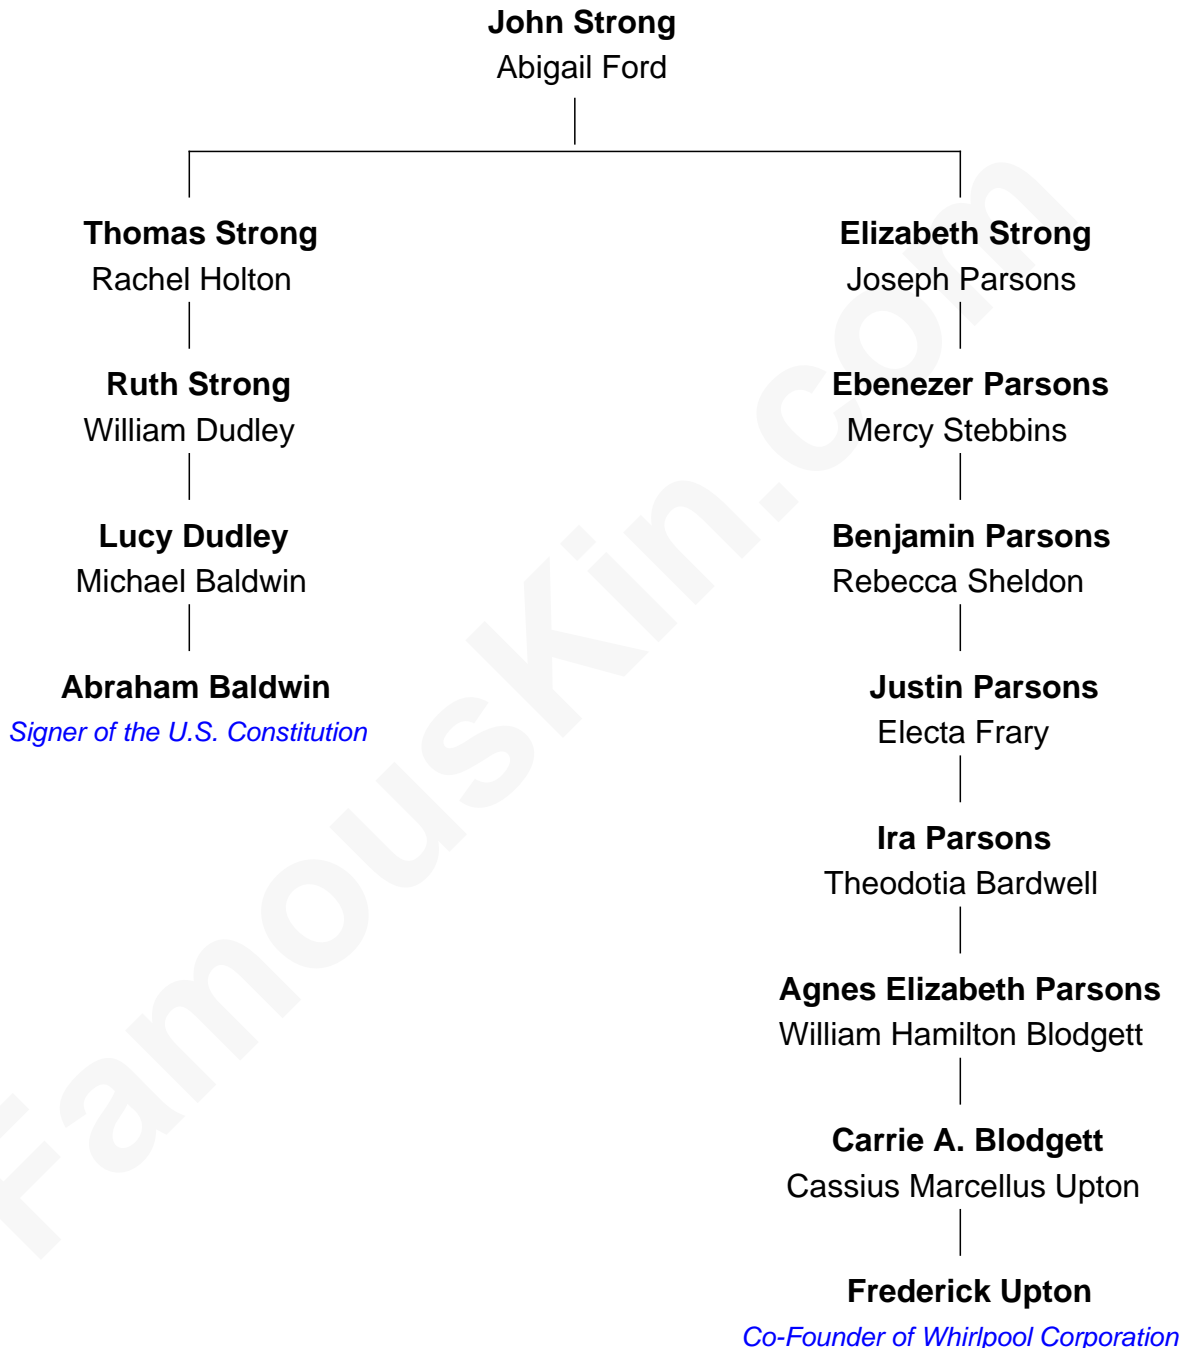 John Strong
Abigail Ford
Thomas Strong
Rachel Holton
Elizabeth Strong
Joseph Parsons
Ruth Strong
William Dudley
Ebenezer Parsons
Mercy Stebbins
Lucy Dudley
Michael Baldwin
Benjamin Parsons
Rebecca Sheldon
Abraham Baldwin
Signer of the U.S. Constitution
Justin Parsons
Electa Frary
Ira Parsons
Theodotia Bardwell
Agnes Elizabeth Parsons
William Hamilton Blodgett
Carrie A. Blodgett
Cassius Marcellus Upton
Frederick Upton
Co-Founder of Whirlpool Corporation
FamousKin.com